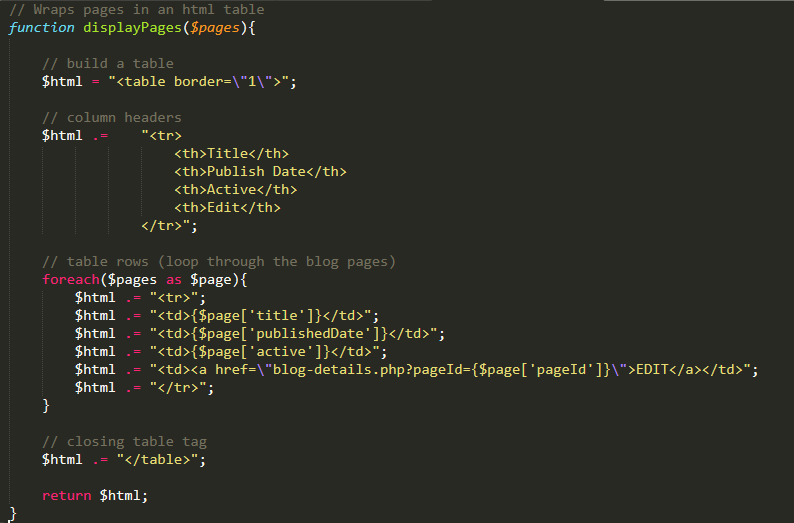 // Wraps pages in an html table
function displayPages($pages){
// build a table
$html = "<table border=\"1\">";
// column headers
$html .= "<tr>
<th>Title</th>
<th>Publish Date</th>
<th>Active</th>
<th>Edit</th>
</tr>";
// table rows (loop through the blog pages)
foreach($pages as $page){
$html .= "<tr>";
$html .= "<td>{$page['title']}</td>";
$html .= "<td>{$page['publishedDate']}</td>";
$html .= "<td>{$page['active']}</td>";
$html .= "<td><a href=\"blog-details.php?pageId={$page['pageId']}\">EDIT</a></td>";
$html .= "</tr>";
}
// closing table tag
$html .= "</table>";
return $html;
}